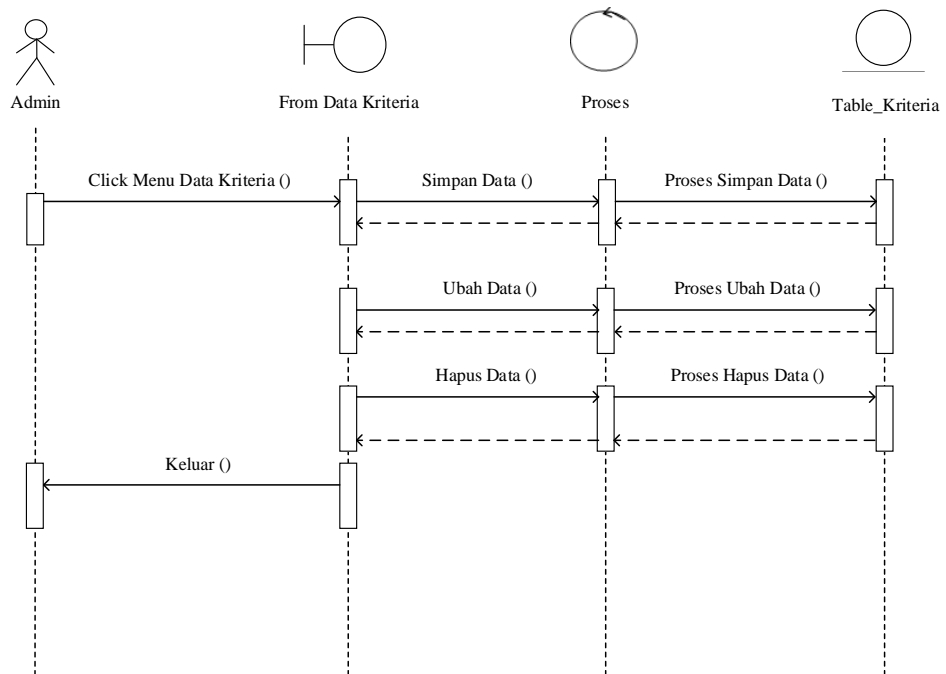 Admin
From Data Kriteria
Proses
Table_Kriteria
Click Menu Data Kriteria ()
Simpan Data ()
Proses Simpan Data ()
Ubah Data ()
Proses Ubah Data ()
Hapus Data ()
Proses Hapus Data ()
Keluar ()